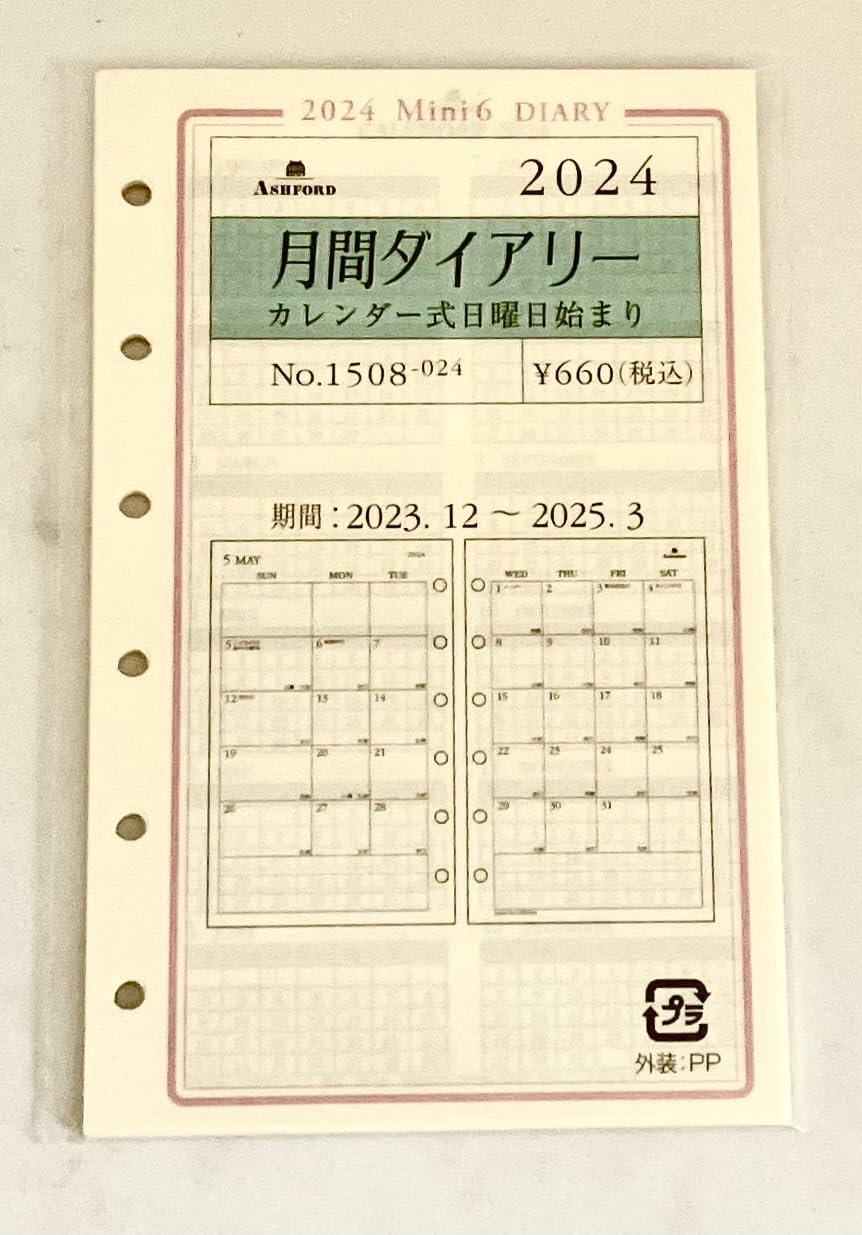 2024 Mini6 DIARY
ASHFORD
2024
月間ダイアリー
カレンダー式日曜日始まり
No.1508-024
¥660(税込)
期間:2023. 12 〜 2025. 3
5 MAY
2024
SUN MON TUE
5 6 7
12 13 14
19 20 21
26 27 28
WED THU FRI SAT
1 2 3 4
8 9 10 11
15 16 17 18
22 23 24 25
29 30 31
プラ
外装:PP